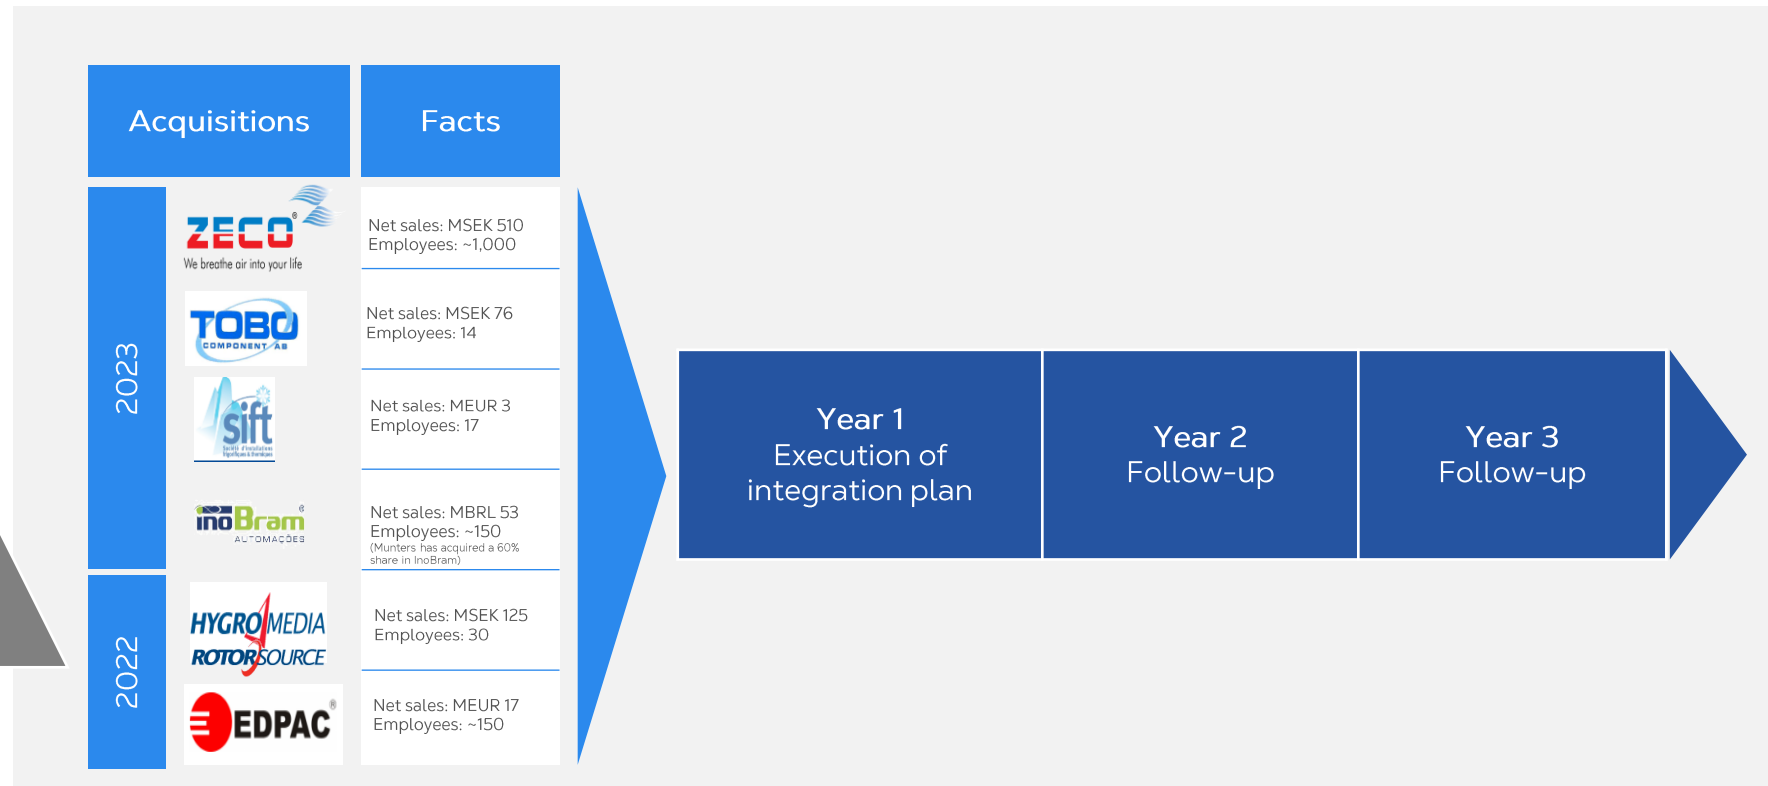 Acquisitions
Facts
2023
ZECO®
We breathe air into your life
Net sales: MSEK 510
Employees: ~1,000
TOBO
COMPONENT AB
Net sales: MSEK 76
Employees: 14
sift
Société d'Installations
frigorifiques & thermiques
Net sales: MEUR 3
Employees: 17
inoBram
AUTOMAÇÕES
Net sales: MBRL 53
Employees: ~150
(Munters has acquired a 60%
share in InoBram)
2022
HYGROMEDIA
ROTORSOURCE
Net sales: MSEK 125
Employees: 30
EDPAC®
Net sales: MEUR 17
Employees: ~150
Year 1
Execution of
integration plan
Year 2
Follow-up
Year 3
Follow-up